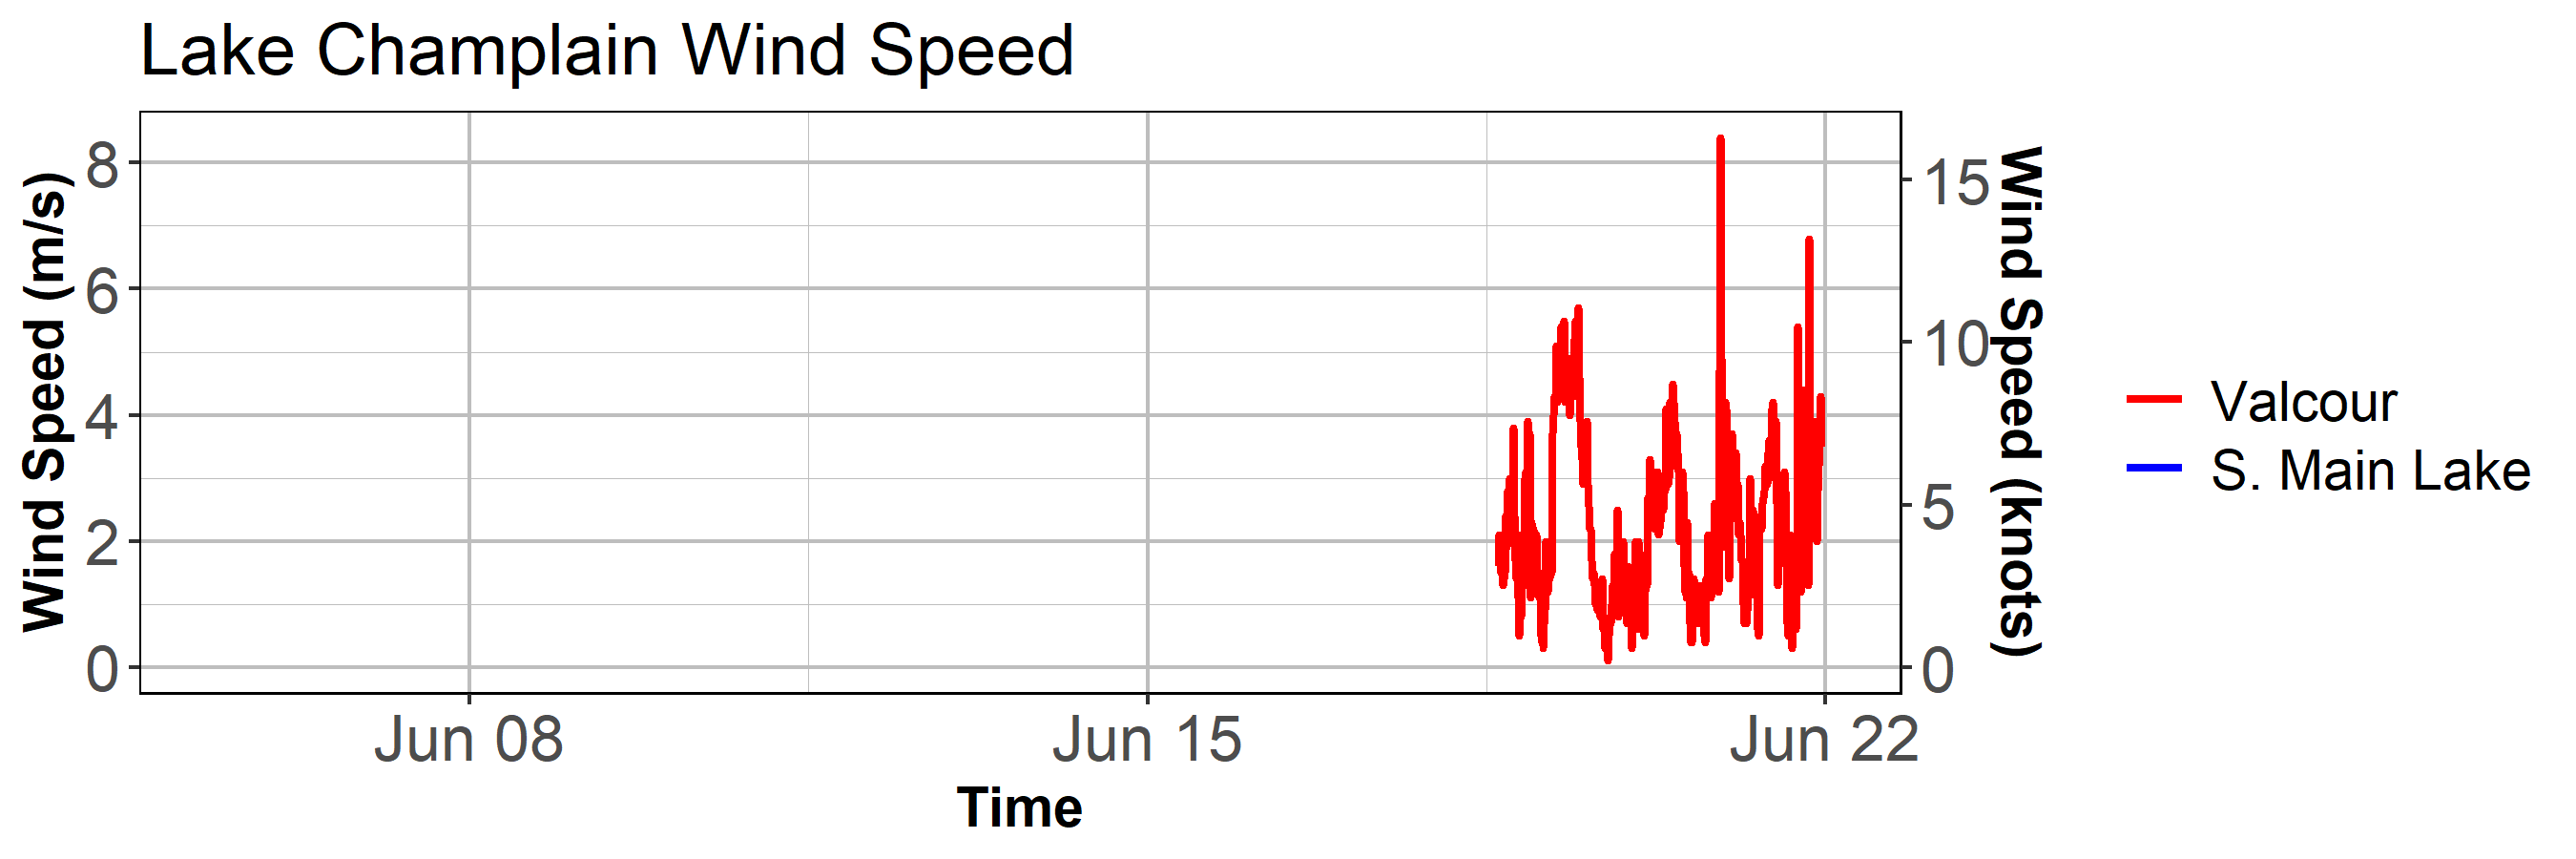 Lake Champlain Wind Speed
Wind Speed (m/s)
8
6
4
2
0
15
10
5
0
Wind Speed (knots)
Jun 08
Jun 15
Jun 22
Time
Valcour
S. Main Lake